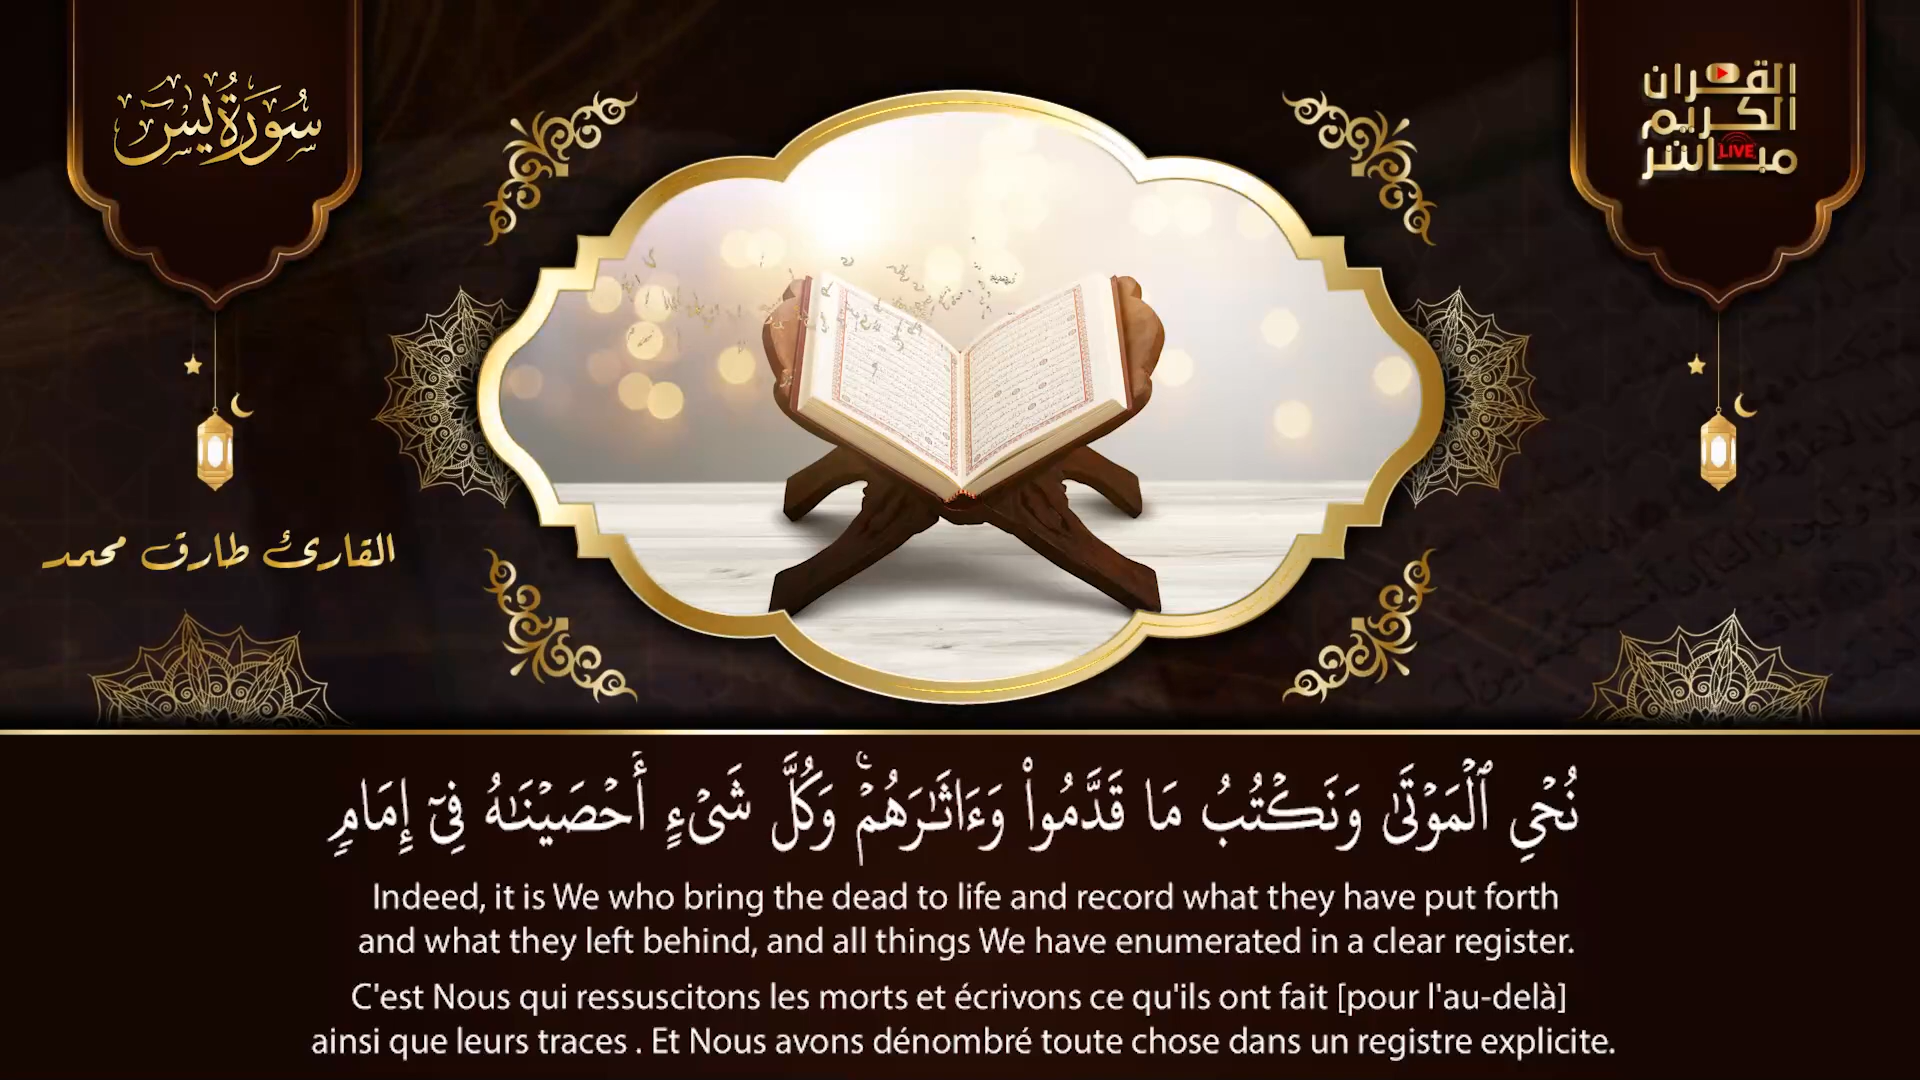 سُورَةُ يسٓ
القرآن
الكريم
مباشر
LIVE
القارئ طارق محمد
نُحْيِ ٱلْمَوْتَىٰ وَنَكْتُبُ مَا قَدَّمُوا۟ وَءَاثَـٰرَهُمْ ۚ وَكُلَّ شَىْءٍ أَحْصَيْنَـٰهُ فِىٓ إِمَامٍ
Indeed, it is We who bring the dead to life and record what they have put forth
and what they left behind, and all things We have enumerated in a clear register.
C'est Nous qui ressuscitons les morts et écrivons ce qu'ils ont fait [pour l'au-delà]
ainsi que leurs traces . Et Nous avons dénombré toute chose dans un registre explicite.